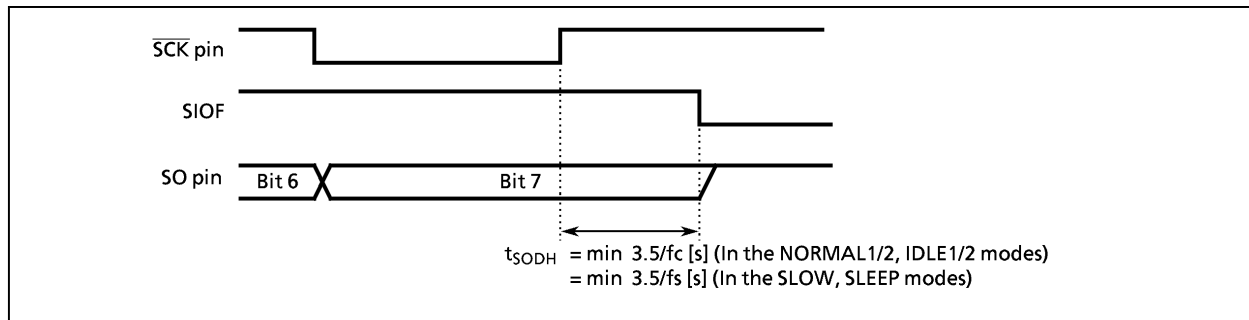 SCK pin
SIOF
SO pin
Bit 6
Bit 7
tSODH = min 3.5/fc [s] (In the NORMAL1/2, IDLE1/2 modes)
= min 3.5/fs [s] (In the SLOW, SLEEP modes)